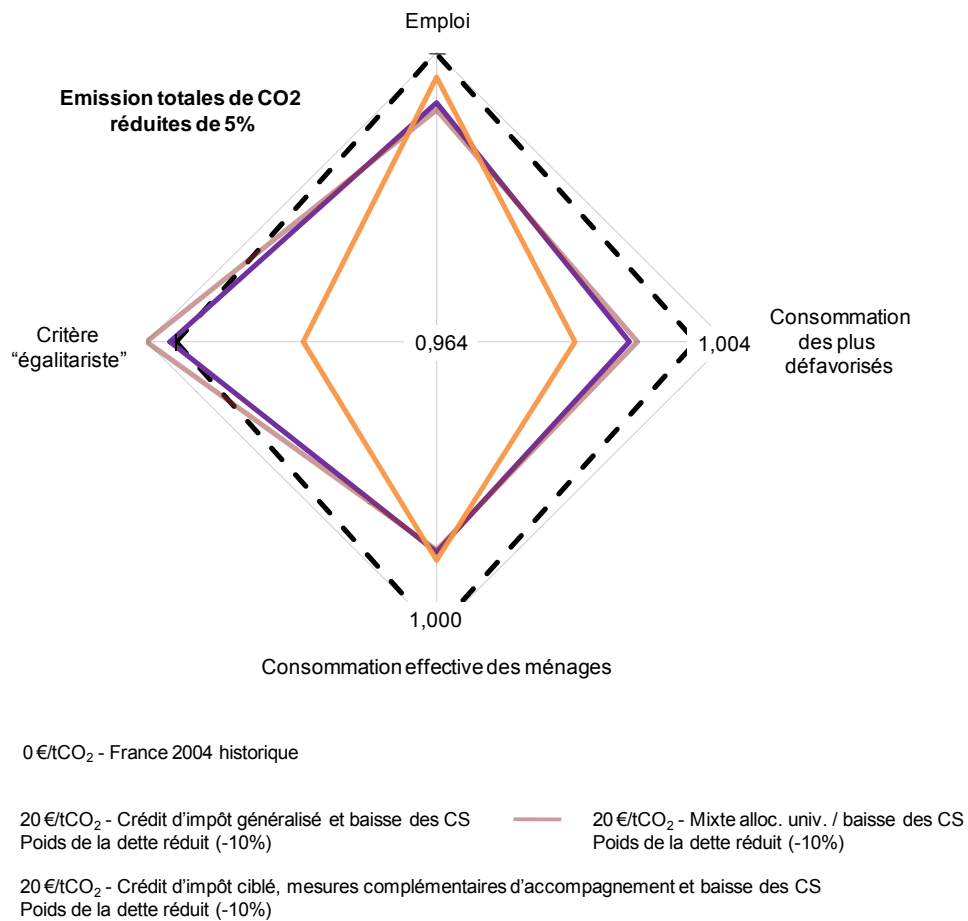 Emploi
Emission totales de CO2
réduites de 5%
Critère
“égalitariste”
0,964
1,004
Consommation
des plus
défavorisés
1,000
Consommation effective des ménages
0 €/tCO2 - France 2004 historique
20 €/tCO2 - Crédit d’impôt généralisé et baisse des CS
Poids de la dette réduit (-10%)
20 €/tCO2 - Mixte alloc. univ. / baisse des CS
Poids de la dette réduit (-10%)
20 €/tCO2 - Crédit d’impôt ciblé, mesures complémentaires d’accompagnement et baisse des CS
Poids de la dette réduit (-10%)